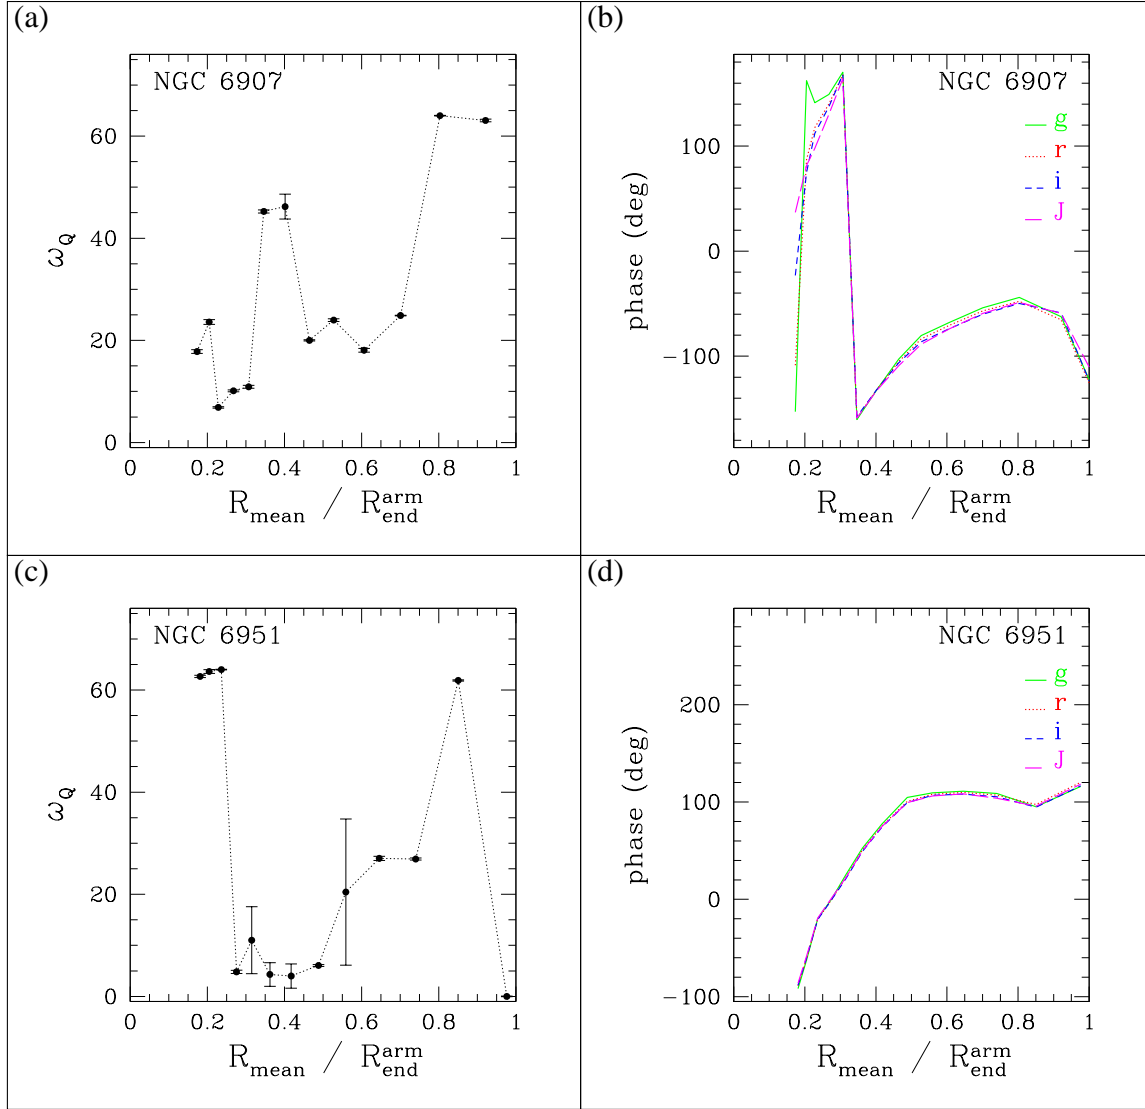 (a)
NGC 6907
60
40
20
0
ω_Q
0 0.2 0.4 0.6 0.8 1
R_mean / R_end^arm
(b)
NGC 6907
g
r
i
J
100
0
−100
phase (deg)
0 0.2 0.4 0.6 0.8 1
R_mean / R_end^arm
(c)
NGC 6951
60
40
20
0
ω_Q
0 0.2 0.4 0.6 0.8 1
R_mean / R_end^arm
(d)
NGC 6951
g
r
i
J
200
100
0
−100
phase (deg)
0 0.2 0.4 0.6 0.8 1
R_mean / R_end^arm